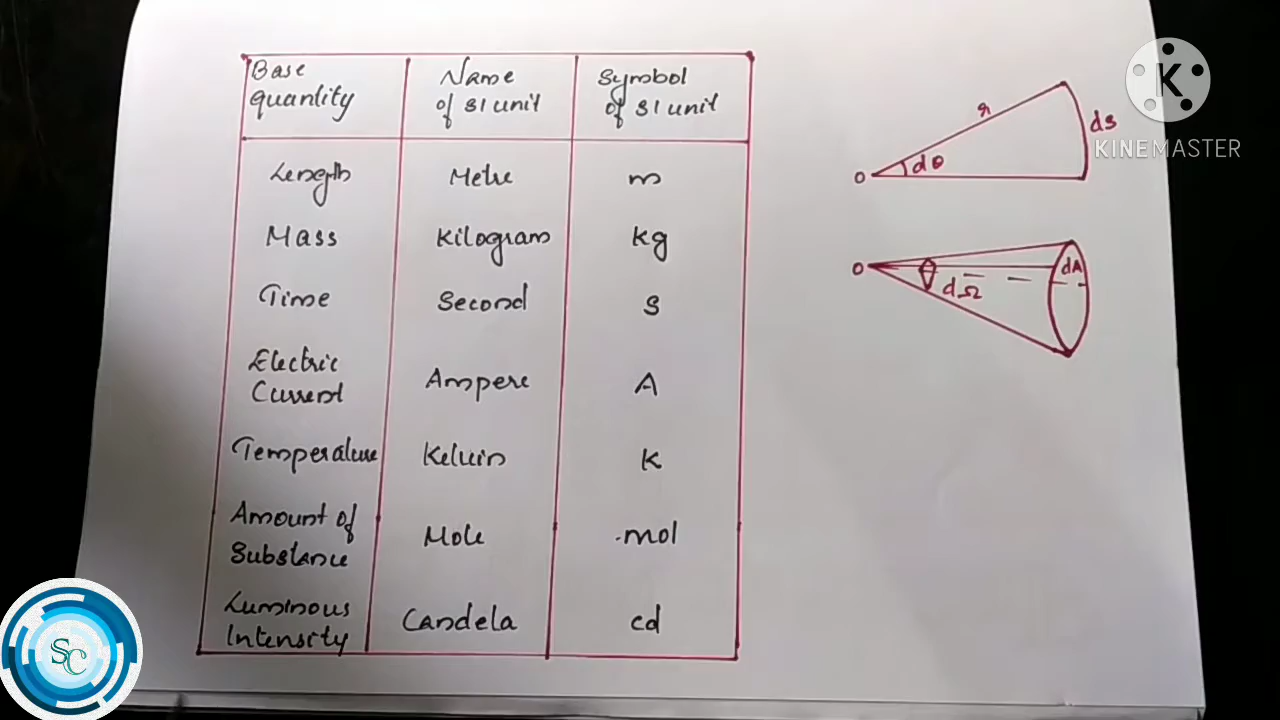 Base quantity
Name of SI unit
Symbol of SI unit
Length Metre m
Mass Kilogram kg
Time Second s
Electric Current Ampere A
Temperature Kelvin K
Amount of Substance Mole mol
Luminous Intensity Candela cd
r
ds
dθ
O
O
dA
dΩ
K
KINEMASTER
SC